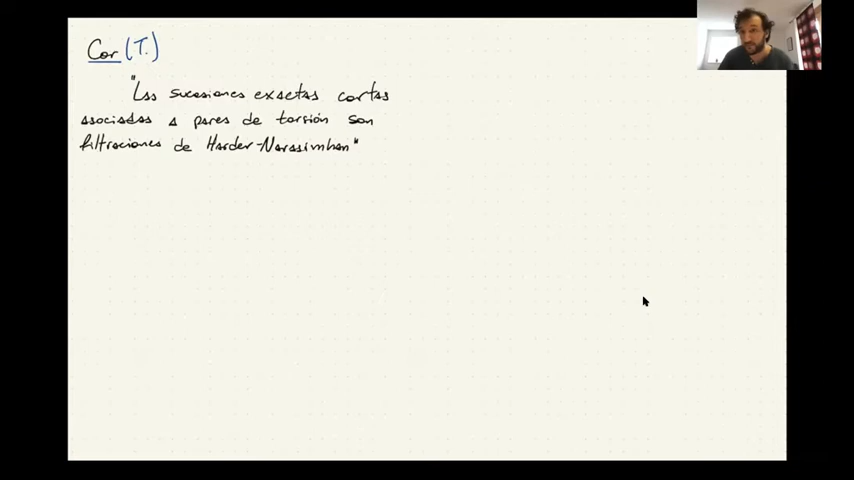 Cor (T.)
"Las sucesiones exactas cortas
asociadas a pares de torsión son
filtraciones de Harder-Narasimhan"